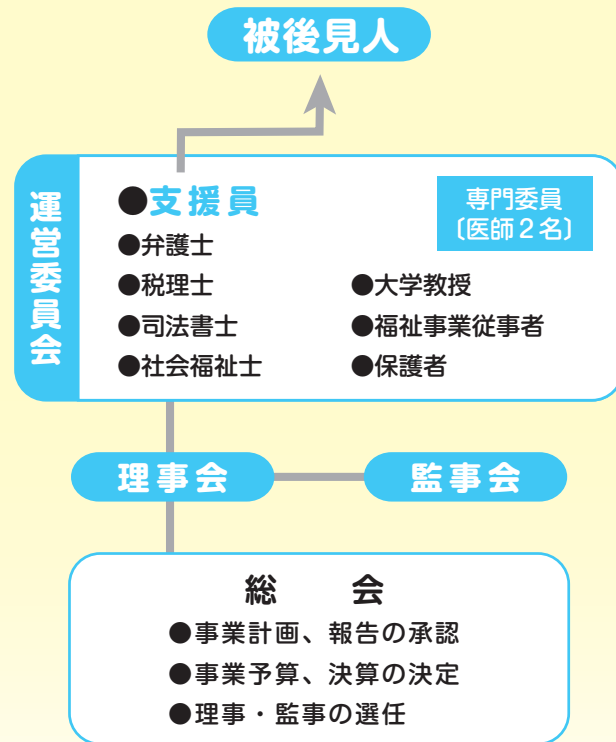 被後見人
運営委員会
●支援員
専門委員
〔医師2名〕
●弁護士
●税理士
●司法書士
●社会福祉士
●大学教授
●福祉事業従事者
●保護者
理事会
監事会
総 会
●事業計画、報告の承認
●事業予算、決算の決定
●理事・監事の選任